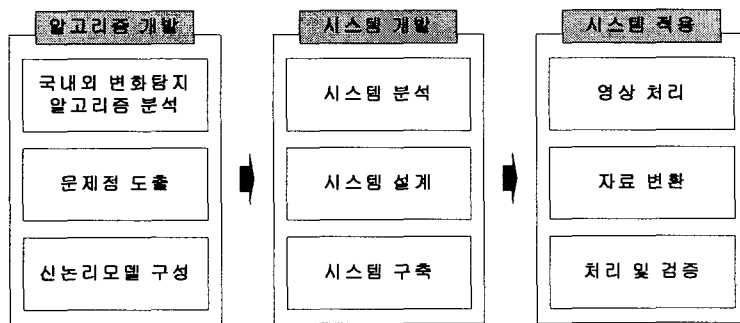 알고리즘 개발
국내외 변화탐지
알고리즘 분석
문제점 도출
신논리모델 구성
시스템 개발
시스템 분석
시스템 설계
시스템 구축
시스템 적용
영상 처리
자료 변환
처리 및 검증